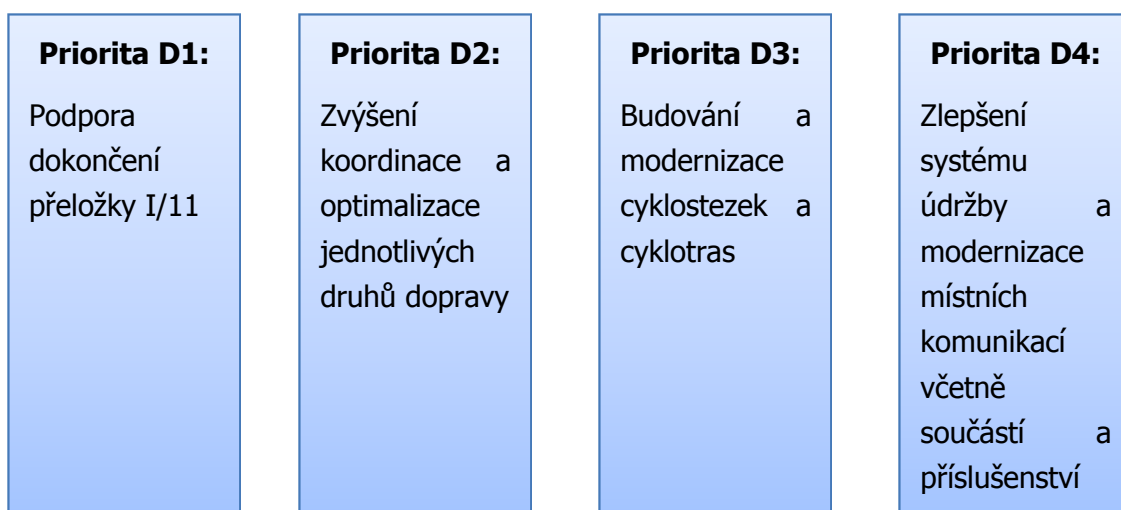 Priorita D1:
Podpora
dokončení
přeložky I/11
Priorita D2:
Zvýšení
koordinace a
optimalizace
jednotlivých
druhů dopravy
Priorita D3:
Budování a
modernizace
cyklostezek a
cyklotras
Priorita D4:
Zlepšení
systému
údržby a
modernizace
místních
komunikací
včetně
součástí a
příslušenství